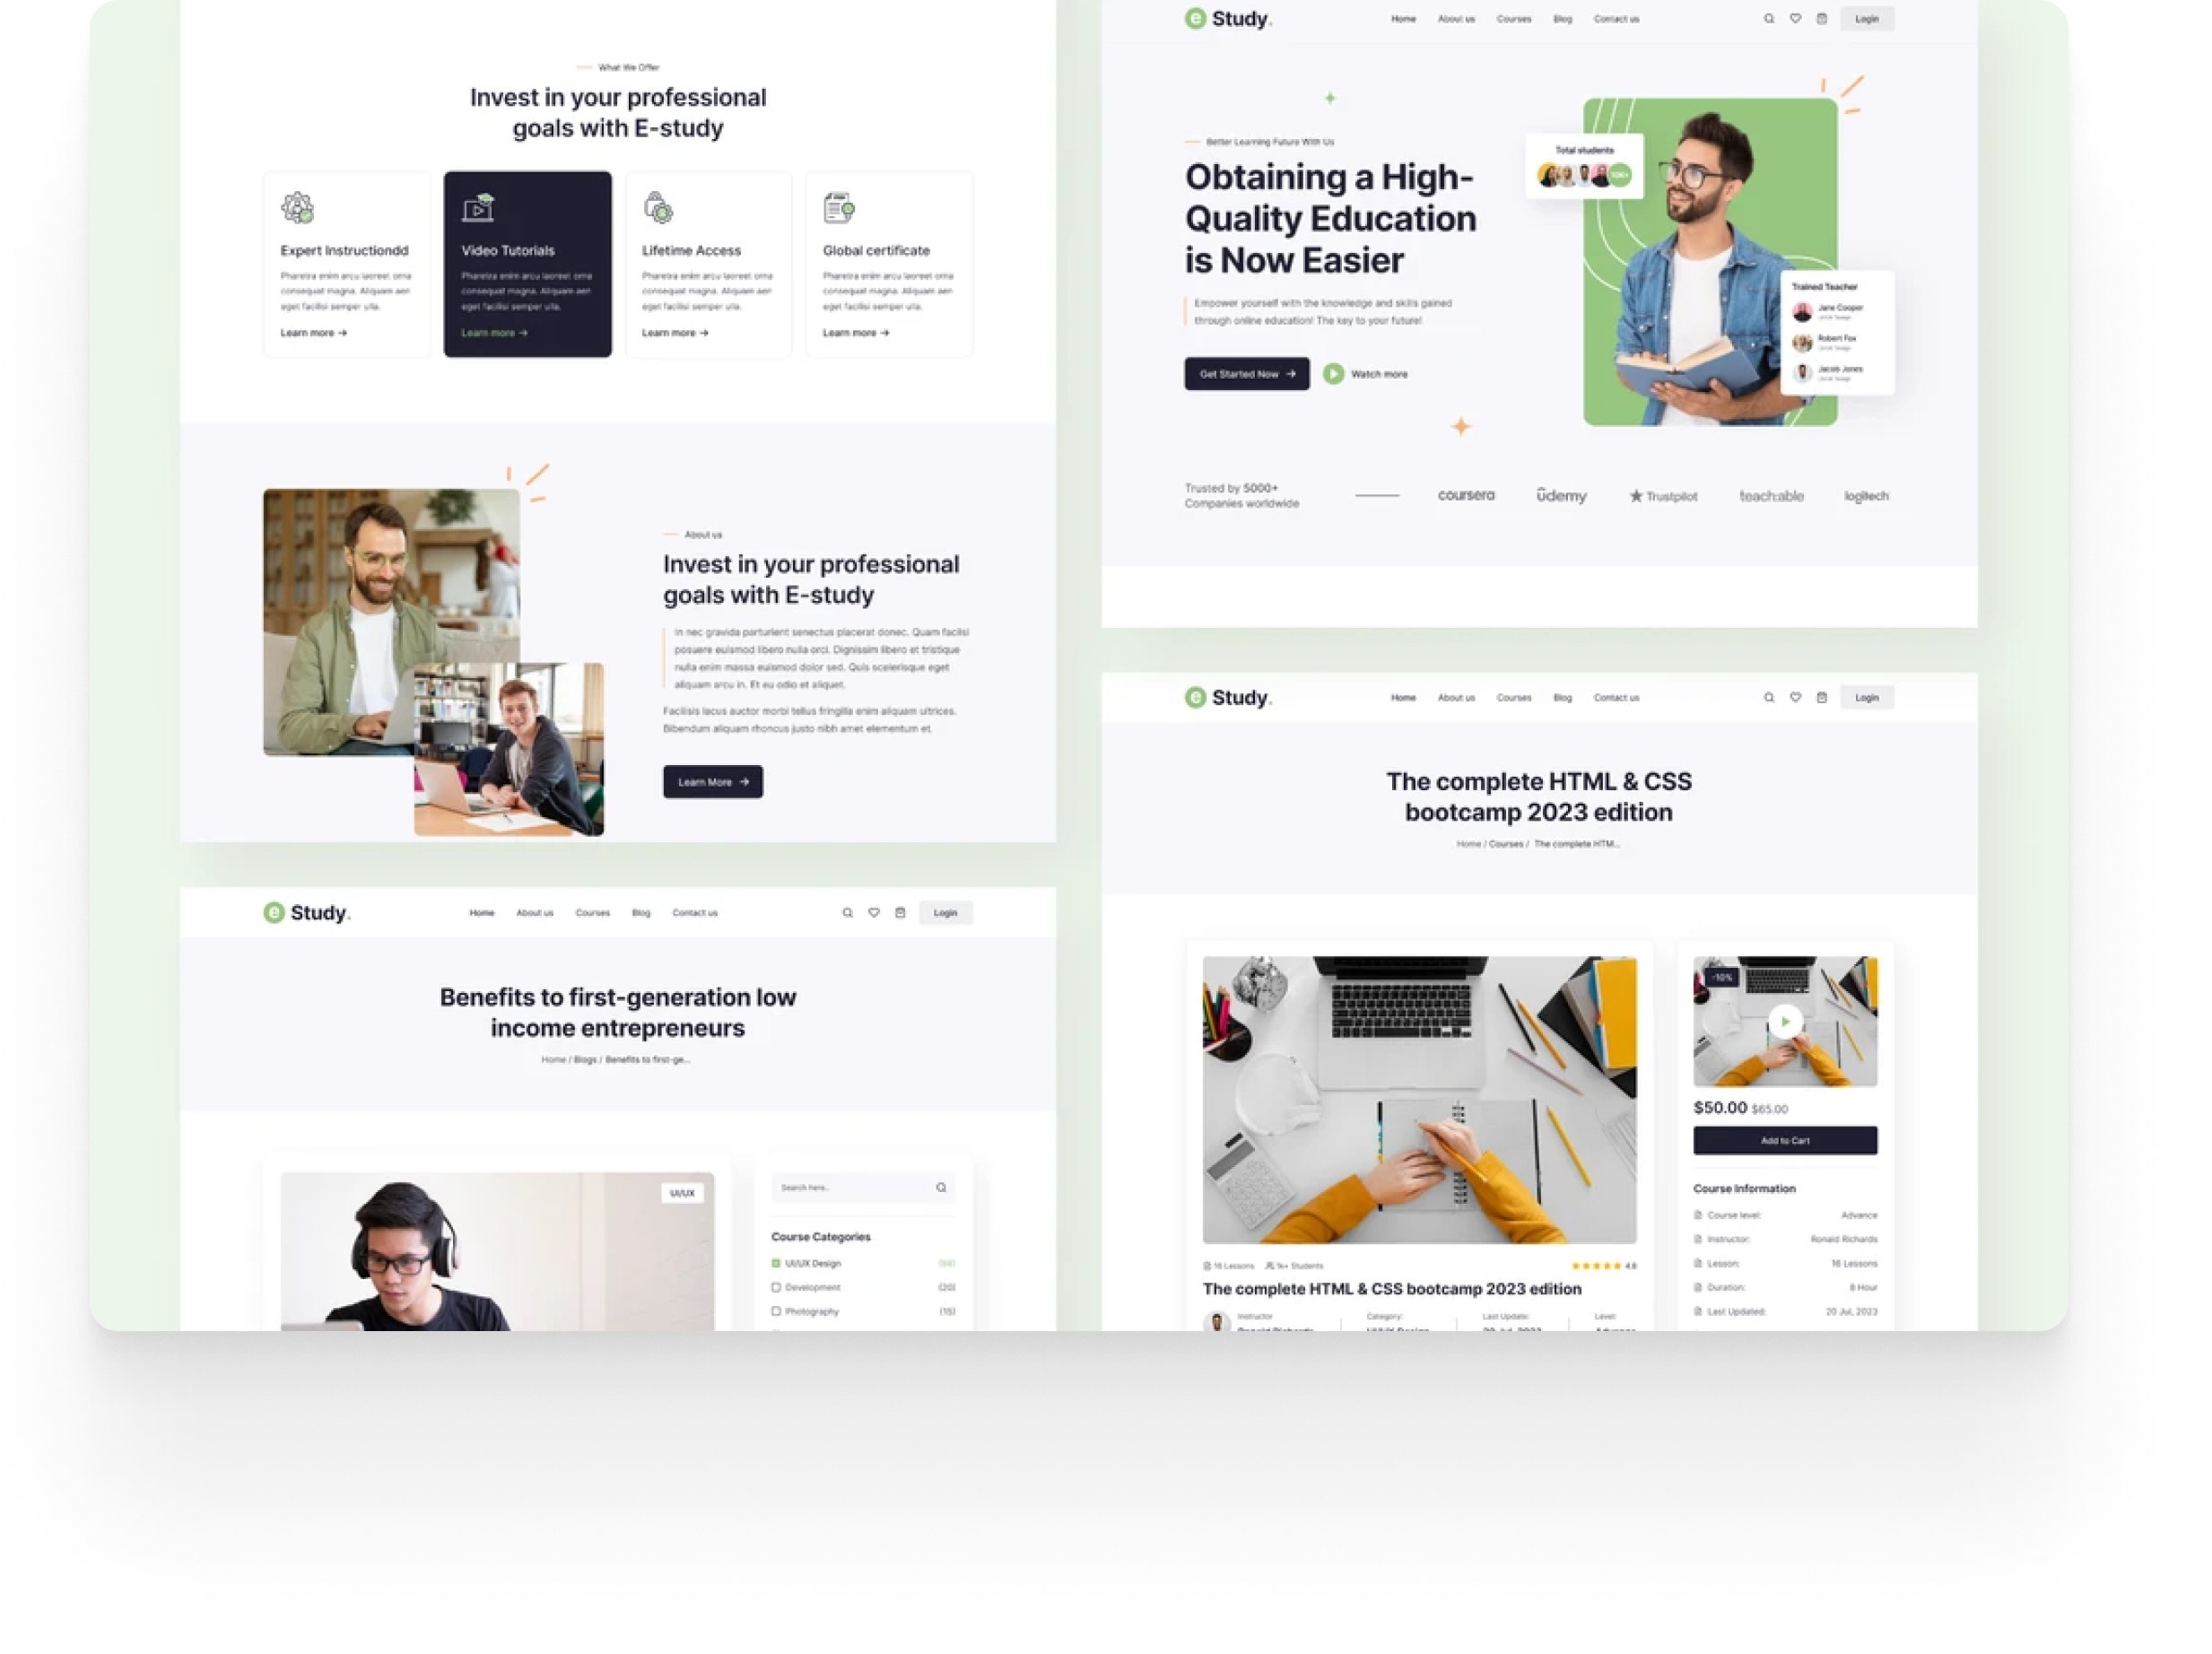 What We Offer
Invest in your professional
goals with E-study
Expert Instructiondd
Pharetra enim arcu laoreet orna
consequat magna. Aliquam aen
eget facilisi semper ulla.
Learn more →
Video Tutorials
Pharetra enim arcu laoreet orna
consequat magna. Aliquam aen
eget facilisi semper ulla.
Learn more →
Lifetime Access
Pharetra enim arcu laoreet orna
consequat magna. Aliquam aen
eget facilisi semper ulla.
Learn more →
Global certificate
Pharetra enim arcu laoreet orna
consequat magna. Aliquam aen
eget facilisi semper ulla.
Learn more →
About us
Invest in your professional
goals with E-study
In nec gravida parturient senectus placerat donec. Quam facilisi
posuere euismod libero nulla orci. Dignissim libero et tristique
nulla enim massa euismod dolor sed. Quis scelerisque eget
aliquam arcu in. Et eu odio et aliquet.
Facilisis lacus auctor morbi tellus fringilla enim aliquam ultrices.
Bibendum aliquam rhoncus justo nibh amet elementum et.
Learn More →
e Study.
Home About us Courses Blog Contact us
Login
Benefits to first-generation low
income entrepreneurs
Home / Blogs / Benefits to first-ge...
UI/UX
Search here..
Course Categories
UI/UX Design
Development (20)
Photography (15)
e Study.
Home About us Courses Blog Contact us
Login
Better Learning Future With Us
Obtaining a High-
Quality Education
is Now Easier
Empower yourself with the knowledge and skills gained
through online education! The key to your future!
Get Started Now →
Watch more
Total students
10K+
Trained Teacher
Jane Cooper
Robert Fox
Jacob Jones
Trusted by 5000+
Companies worldwide
coursera
ûdemy
Trustpilot
teach:able
logitech
e Study.
Home About us Courses Blog Contact us
Login
The complete HTML & CSS
bootcamp 2023 edition
Home / Courses / The complete HTM...
16 Lessons 1k+ Students 4.8
The complete HTML & CSS bootcamp 2023 edition
Instructor Category: Last Update: Level:
Ronald Richards UI/UX Design 20 Jul, 2023 Advance
-10%
$50.00 $65.00
Add to Cart
Course Information
Course level: Advance
Instructor: Ronald Richards
Lesson: 16 Lessons
Duration: 8 Hour
Last Updated: 20 Jul, 2023